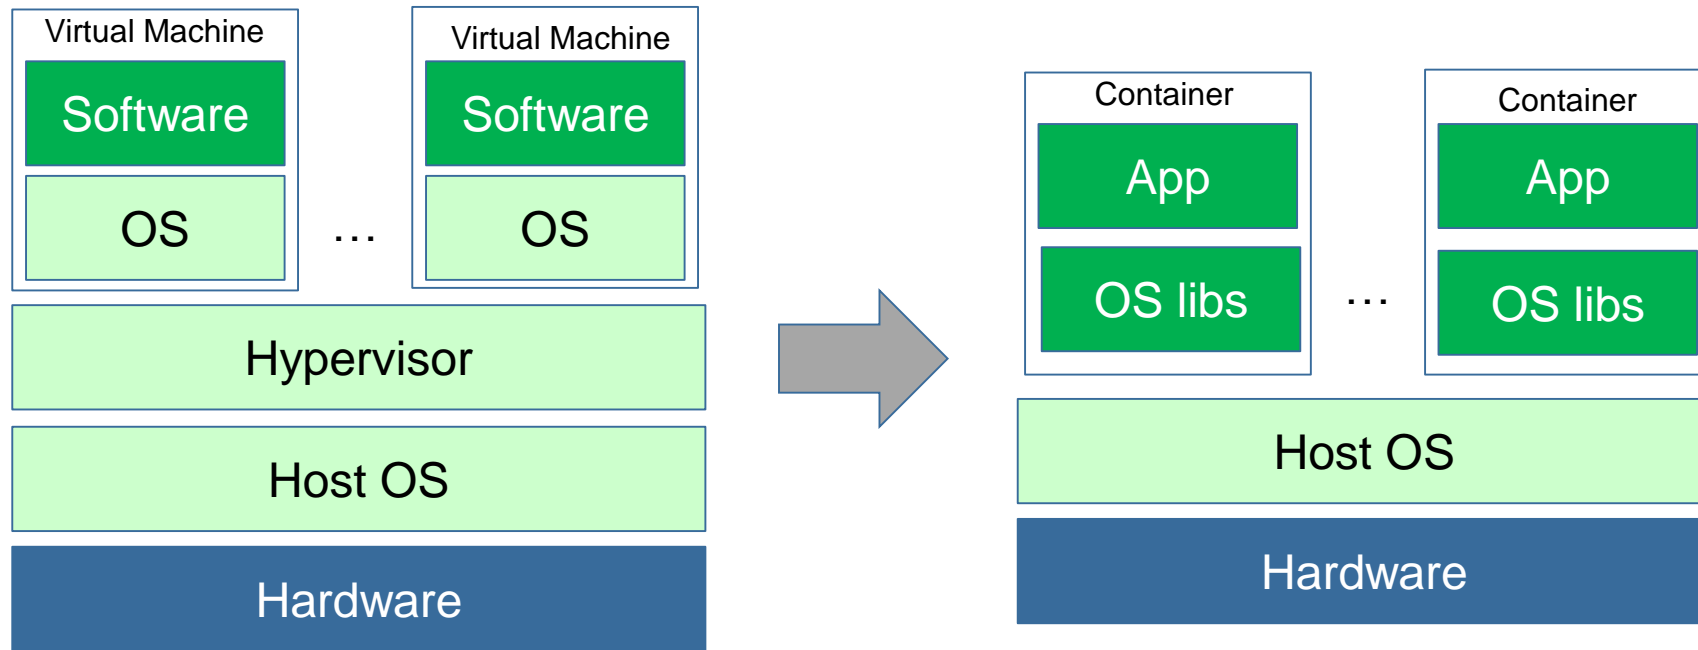 Virtual Machine
Software
OS
…
Virtual Machine
Software
OS
Hypervisor
Host OS
Hardware
Container
App
OS libs
…
Container
App
OS libs
Host OS
Hardware